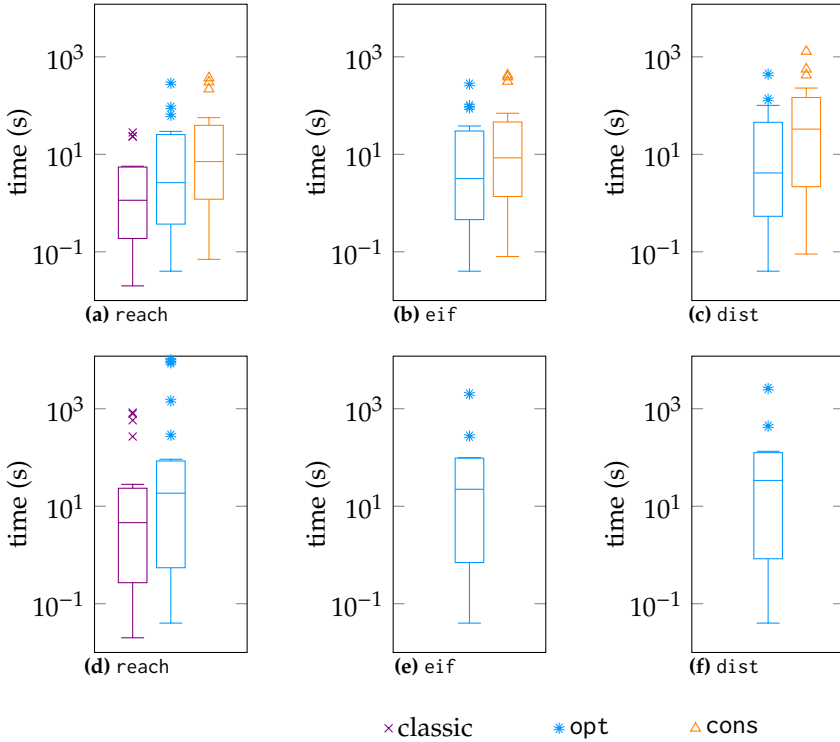 time (s)
10^3
10^1
10^-1
(a) reach
time (s)
10^3
10^1
10^-1
(b) eif
time (s)
10^3
10^1
10^-1
(c) dist
time (s)
10^3
10^1
10^-1
(d) reach
time (s)
10^3
10^1
10^-1
(e) eif
time (s)
10^3
10^1
10^-1
(f) dist
classic opt cons